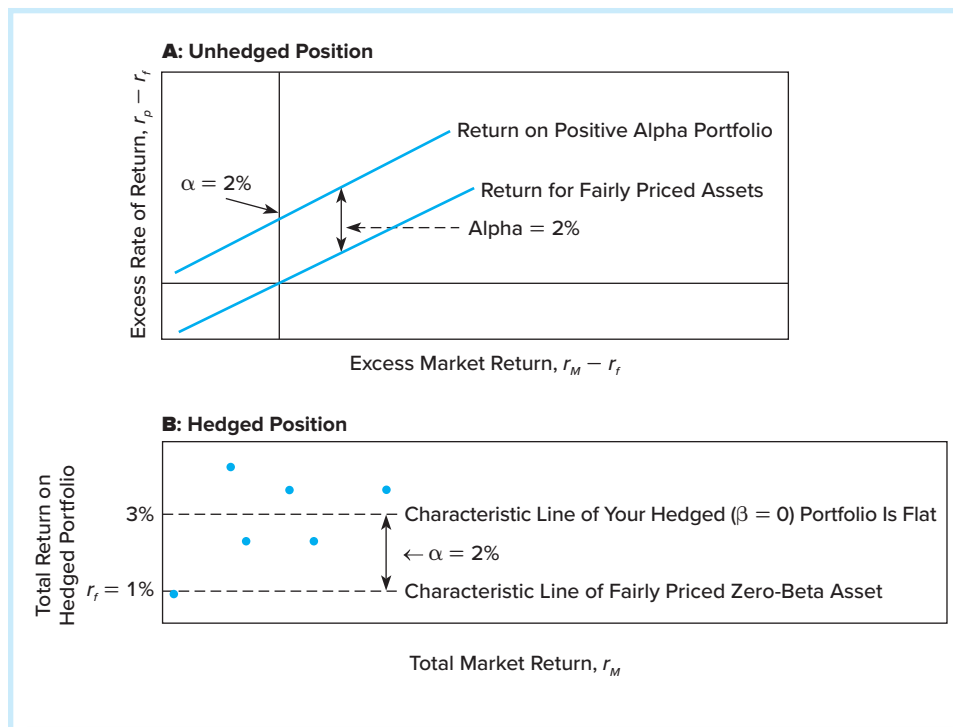 A: Unhedged Position
Excess Rate of Return, r_p − r_f
Return on Positive Alpha Portfolio
α = 2%
Return for Fairly Priced Assets
Alpha = 2%
Excess Market Return, r_M − r_f
B: Hedged Position
Total Return on
Hedged Portfolio
3%
Characteristic Line of Your Hedged (β = 0) Portfolio Is Flat
← α = 2%
r_f = 1%
Characteristic Line of Fairly Priced Zero-Beta Asset
Total Market Return, r_M